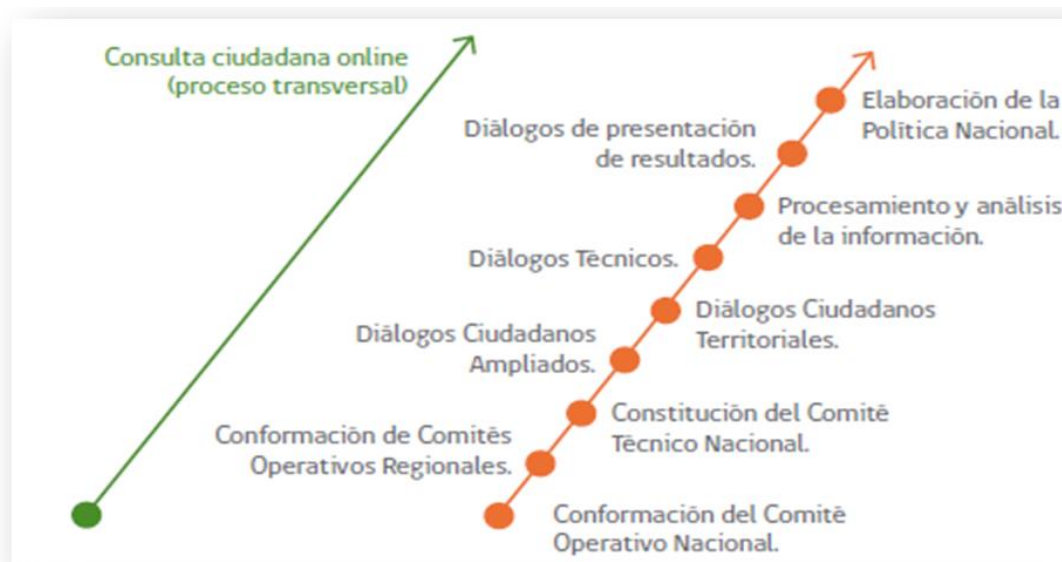 Consulta ciudadana online
(proceso transversal)
Elaboración de la
Política Nacional.
Diálogos de presentación
de resultados.
Procesamiento y análisis
de la información.
Diálogos Técnicos.
Diálogos Ciudadanos
Territoriales.
Diálogos Ciudadanos
Ampliados.
Constitución del Comité
Técnico Nacional.
Conformación de Comités
Operativos Regionales.
Conformación del Comité
Operativo Nacional.